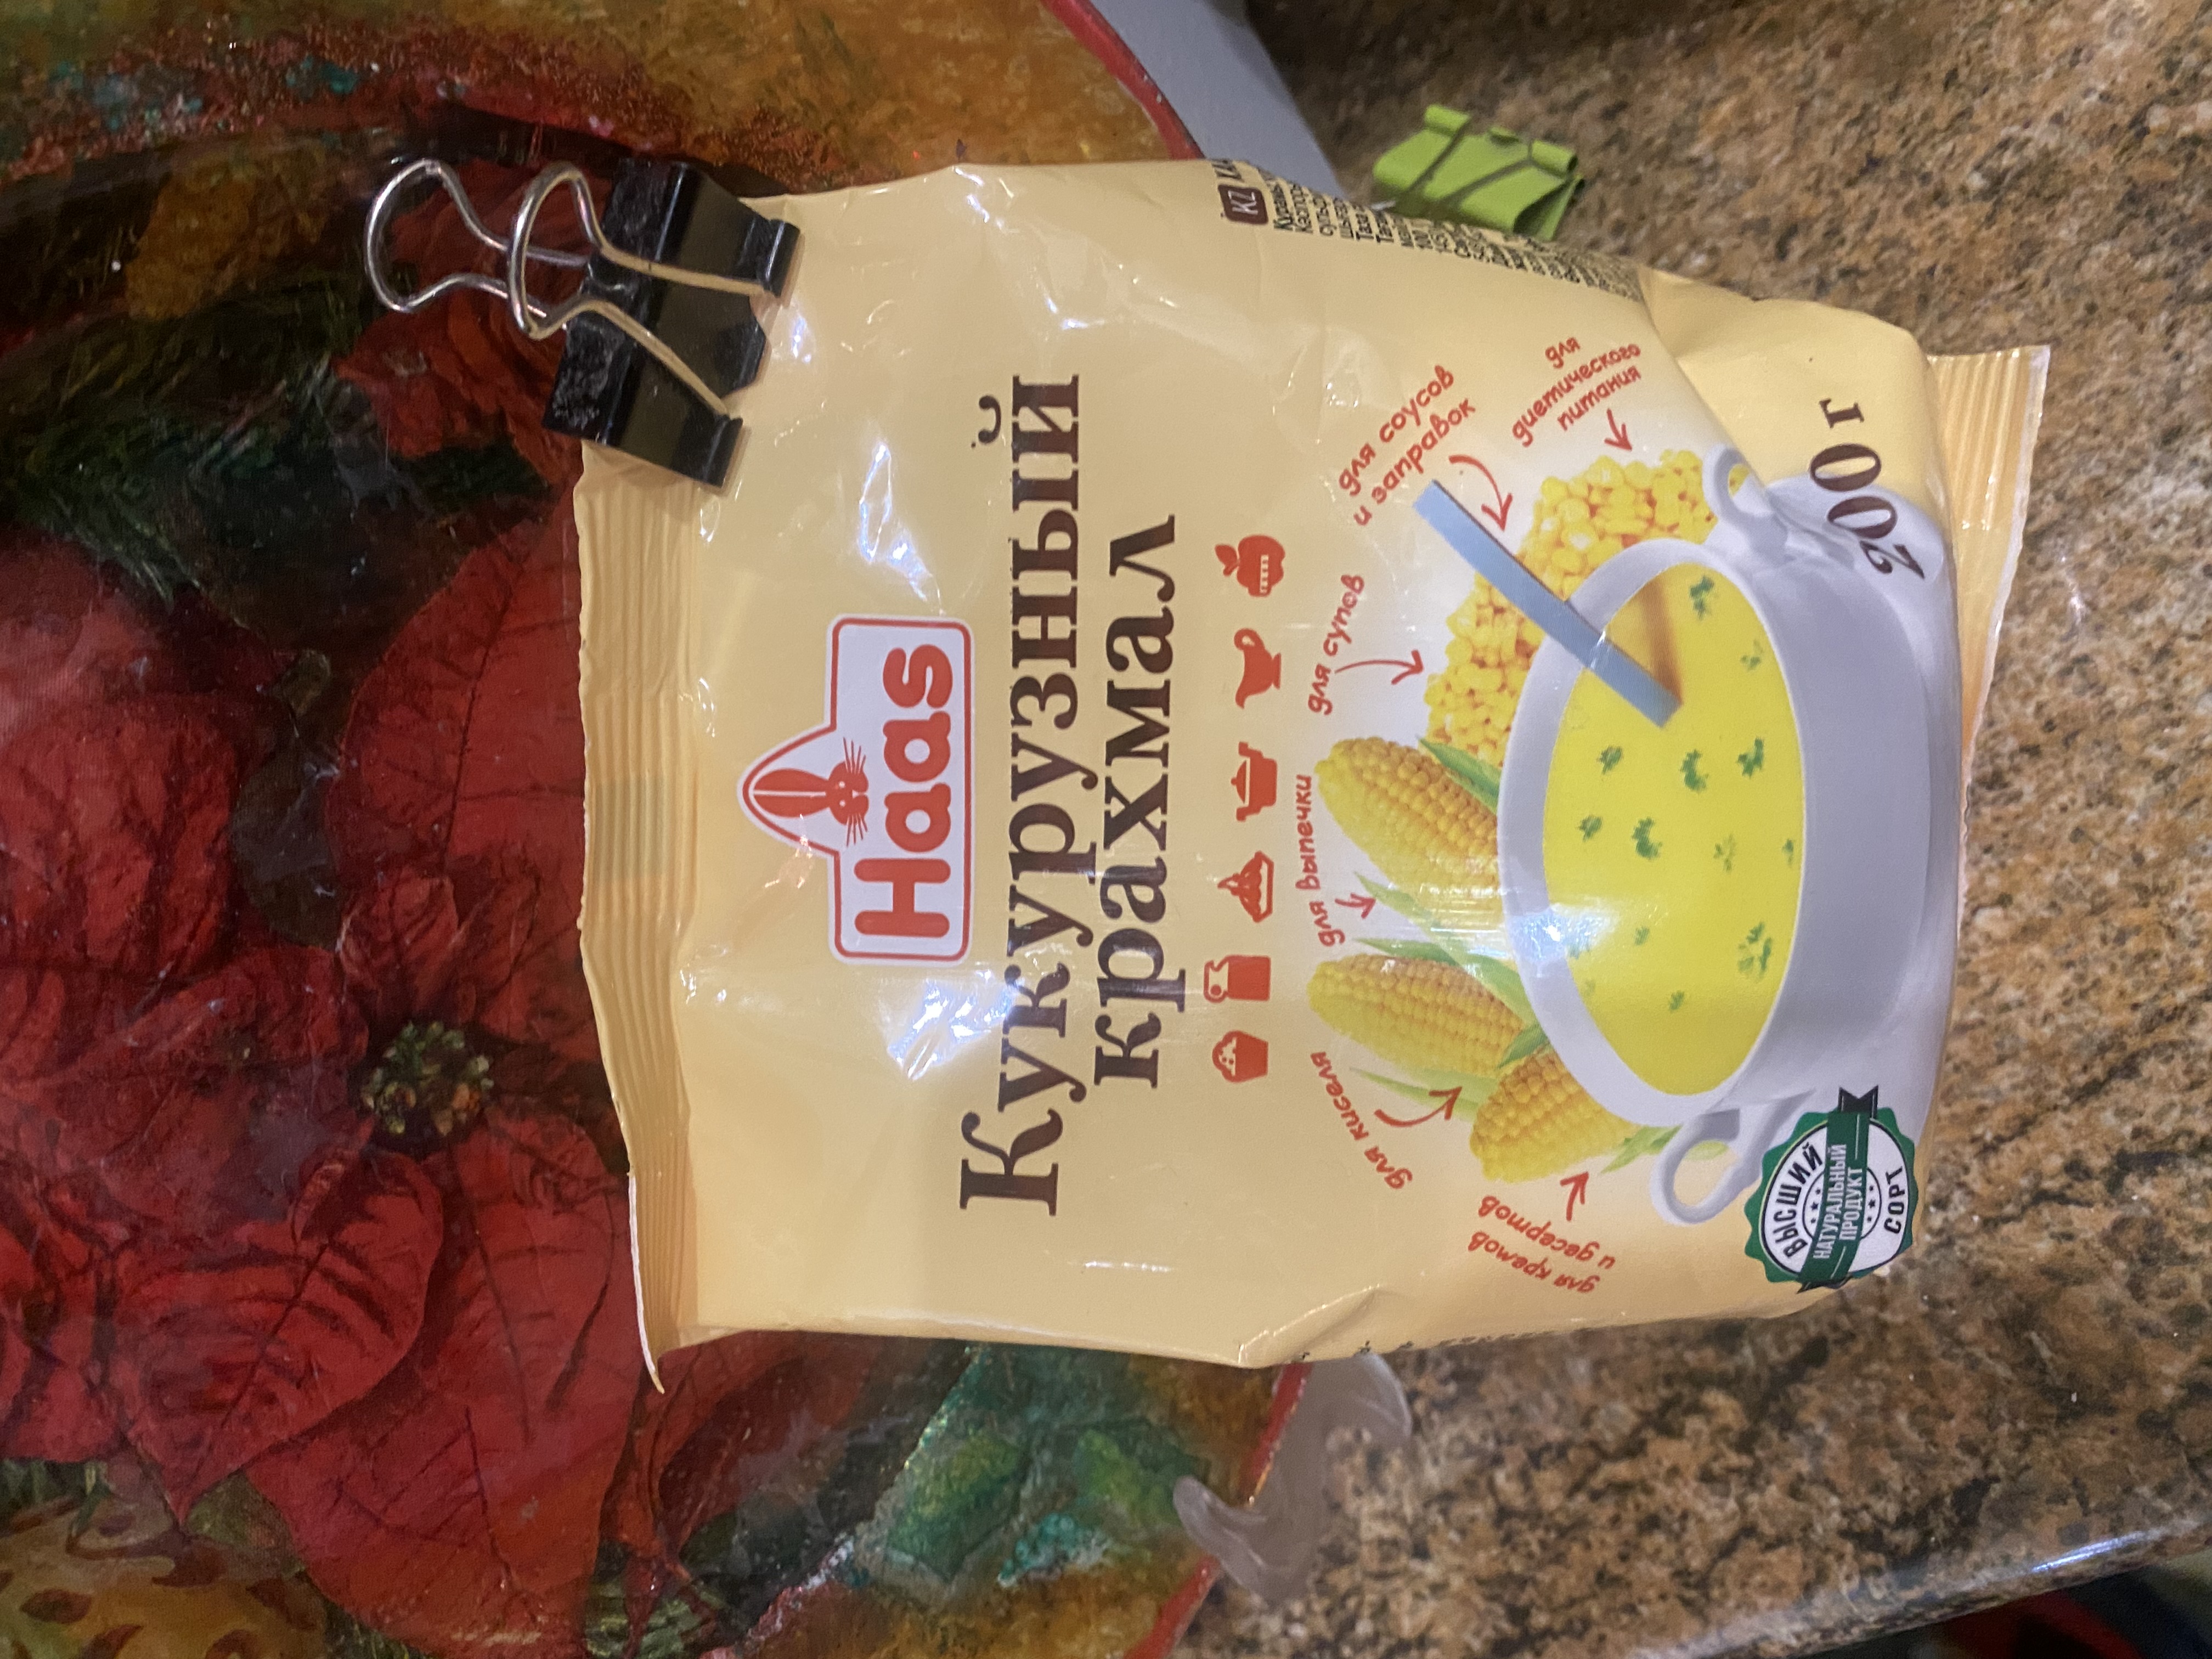 Haas
Кукурузный
крахмал
для кремов
и десертов
для киселя
для выпечки
для супов
для соусов
и заправок
для
диетического
питания
ВЫСШИЙ
НАТУРАЛЬНЫЙ
ПРОДУКТ
СОРТ
200 г
KZ